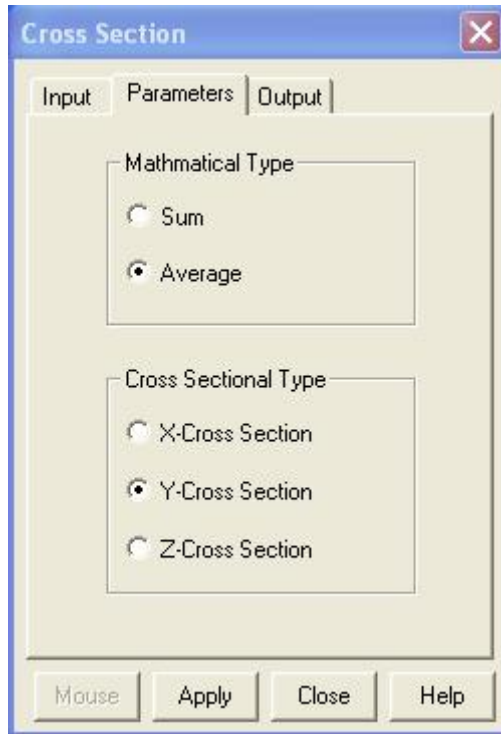 Cross Section
Input Parameters Output
Mathmatical Type
Sum
Average
Cross Sectional Type
X-Cross Section
Y-Cross Section
Z-Cross Section
Mouse Apply Close Help